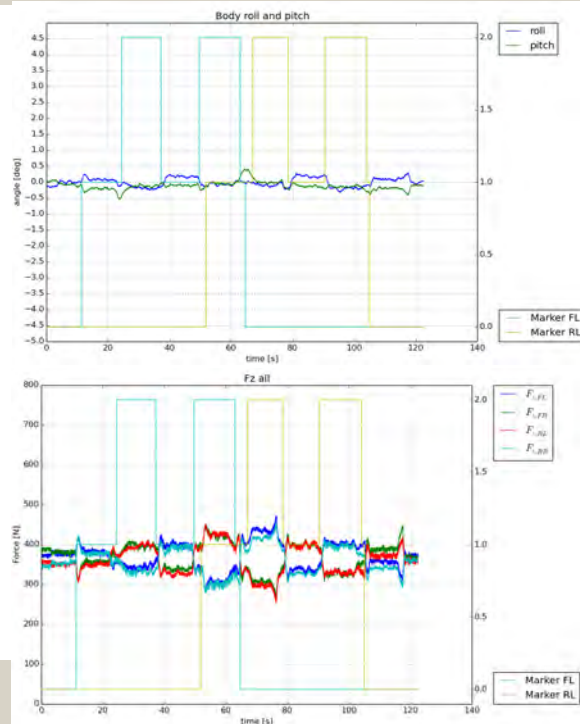 Body roll and pitch
4.5
4.0
3.5
3.0
2.5
2.0
1.5
1.0
0.5
0.0
−0.5
−1.0
−1.5
−2.0
−2.5
−3.0
−3.5
−4.0
−4.5
−5.0
angle [deg]
0 20 40 60 80 100 120 140
time [s]
2.0
1.5
1.0
0.5
0.0
roll
pitch
Marker FL
Marker RL
Fz all
800
700
600
500
400
300
200
100
0
Force [N]
0 20 40 60 80 100 120 140
time [s]
2.0
1.5
1.0
0.5
0.0
Marker FL
Marker RL